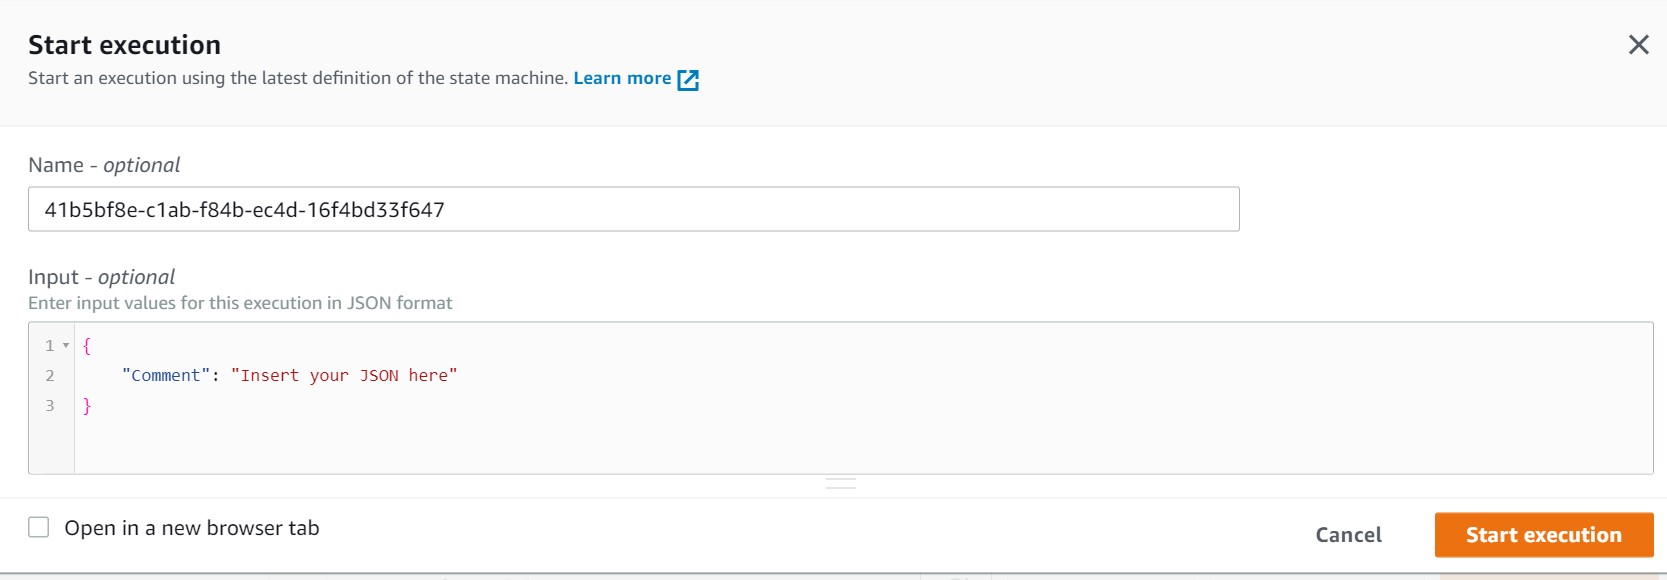 Start execution
Start an execution using the latest definition of the state machine. Learn more
Name - optional
41b5bf8e-c1ab-f84b-ec4d-16f4bd33f647
Input - optional
Enter input values for this execution in JSON format
1 {
2 "Comment": "Insert your JSON here"
3 }
Open in a new browser tab
Cancel
Start execution